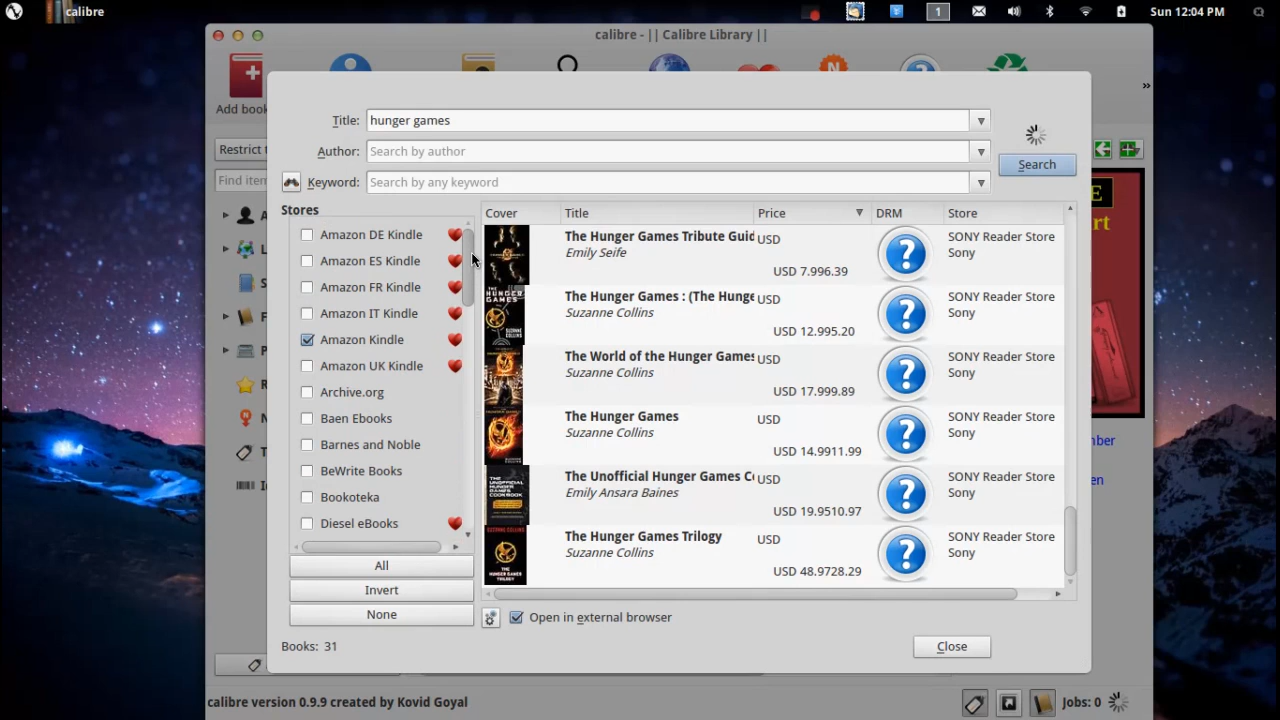 calibre
1
Sun 12:04 PM
calibre - || Calibre Library ||
N
Add book
»
Title: hunger games
Restrict t
Author: Search by author
Search
Find item
Keyword: Search by any keyword
Stores
Cover Title Price DRM Store
Amazon DE Kindle
Amazon ES Kindle
Amazon FR Kindle
Amazon IT Kindle
Amazon Kindle
Amazon UK Kindle
Archive.org
Baen Ebooks
Barnes and Noble
BeWrite Books
Bookoteka
Diesel eBooks
The Hunger Games Tribute Guid USD SONY Reader Store
Emily Seife Sony
USD 7.996.39
The Hunger Games : (The Hunge USD SONY Reader Store
Suzanne Collins Sony
USD 12.995.20
The World of the Hunger Games USD SONY Reader Store
Suzanne Collins Sony
USD 17.999.89
The Hunger Games USD SONY Reader Store
Suzanne Collins Sony
USD 14.9911.99
The Unofficial Hunger Games Co USD SONY Reader Store
Emily Ansara Baines Sony
USD 19.9510.97
The Hunger Games Trilogy USD SONY Reader Store
Suzanne Collins Sony
USD 48.9728.29
All
Invert
None
Open in external browser
Books: 31
Close
calibre version 0.9.9 created by Kovid Goyal
Jobs: 0